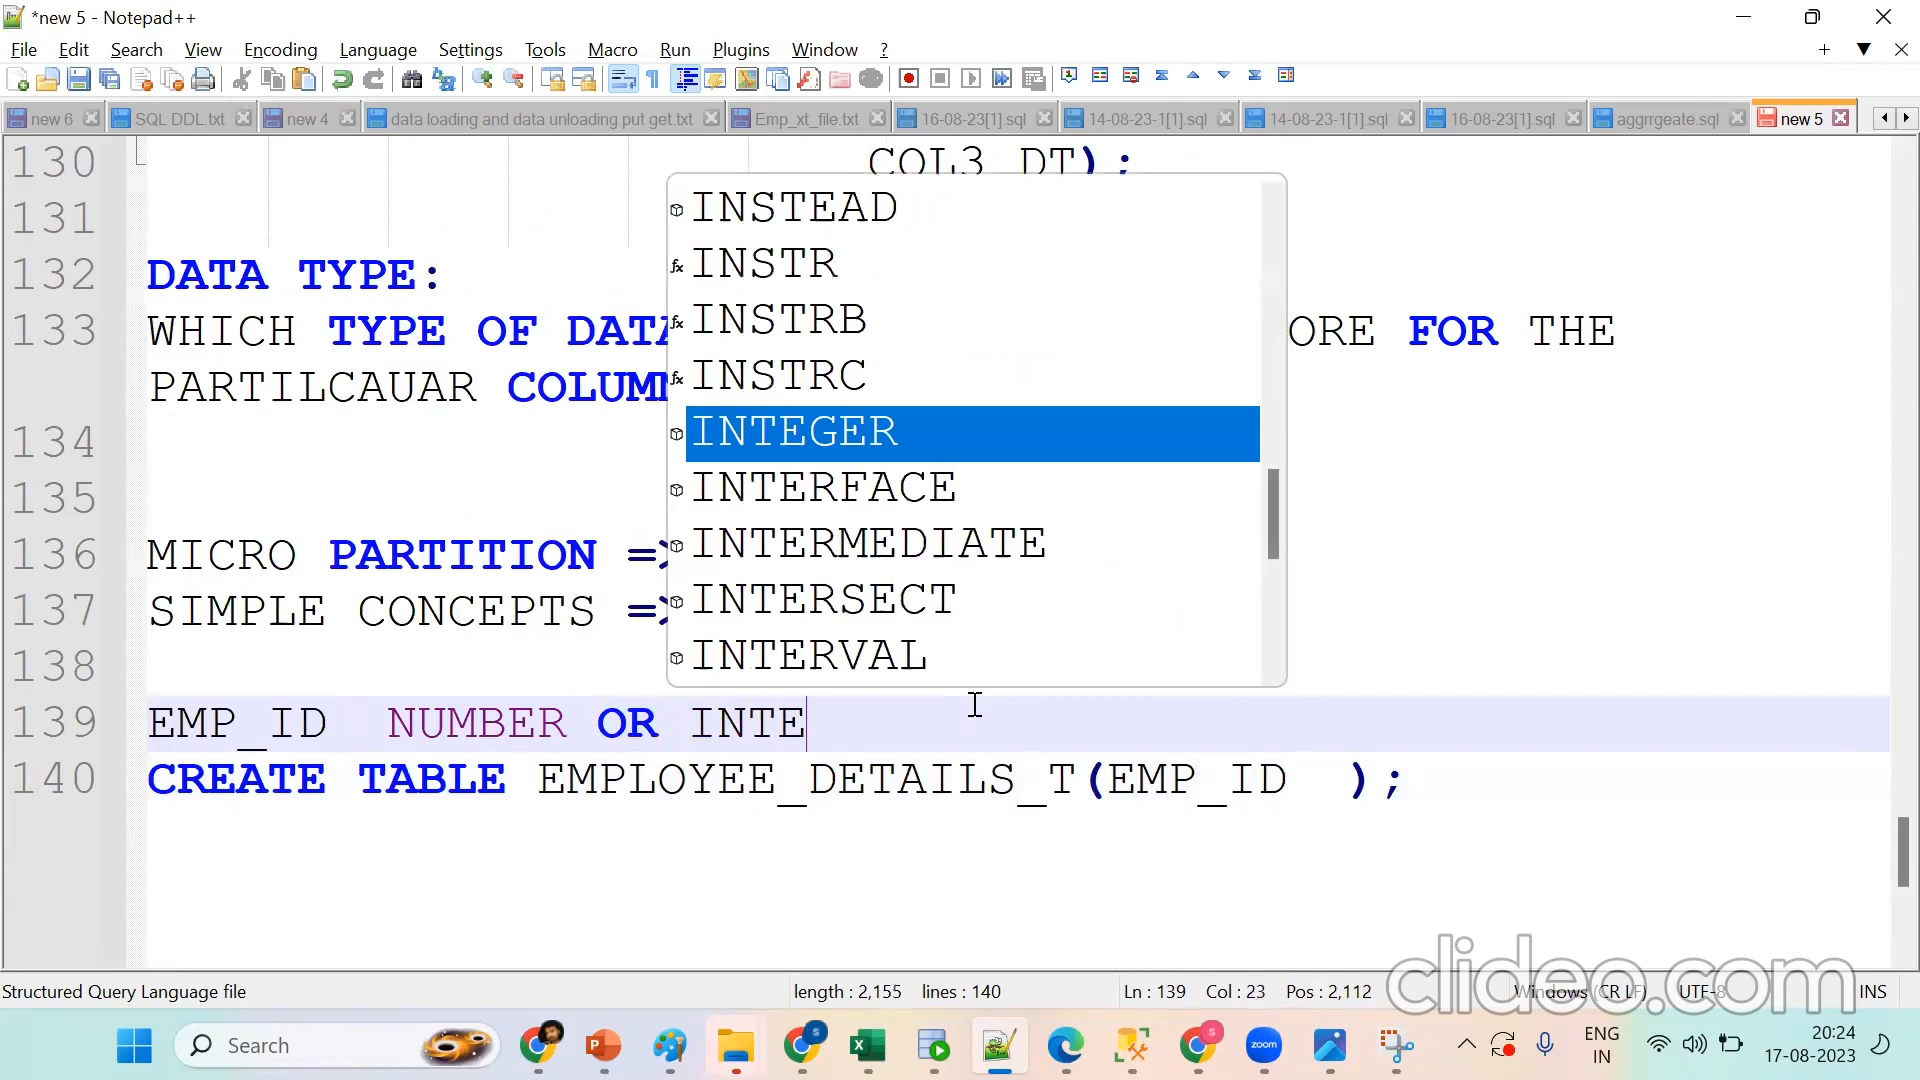 *new 5 - Notepad++
File Edit Search View Encoding Language Settings Tools Macro Run Plugins Window ?
new 6 SQL DDL.txt new 4 data loading and data unloading put get.txt Emp_xt_file.txt 16-08-23[1].sql 14-08-23-1[1].sql 14-08-23-1[1].sql 16-08-23[1].sql aggrrgeate.sql new 5
130 COL3 DT);
131
132 DATA TYPE:
133 WHICH TYPE OF DATA ORE FOR THE
PARTILCAUAR COLUMN
134
135
136 MICRO PARTITION =>
137 SIMPLE CONCEPTS =>
138
139 EMP_ID NUMBER OR INTE
140 CREATE TABLE EMPLOYEE_DETAILS_T(EMP_ID );
INSTEAD
INSTR
INSTRB
INSTRC
INTEGER
INTERFACE
INTERMEDIATE
INTERSECT
INTERVAL
clideo.com
Structured Query Language file length : 2,155 lines : 140 Ln : 139 Col : 23 Pos : 2,112 Windows (CR LF) UTF-8 INS
Search
zoom
ENG
IN
20:24
17-08-2023